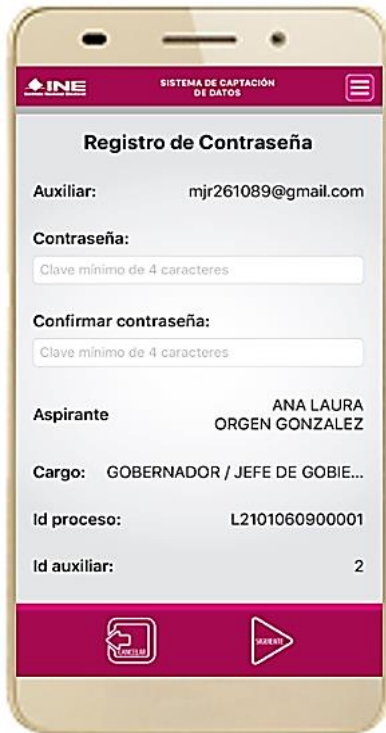 INE
SISTEMA DE CAPTACIÓN
DE DATOS
Registro de Contraseña
Auxiliar: mjr261089@gmail.com
Contraseña:
Clave mínimo de 4 caracteres
Confirmar contraseña:
Clave mínimo de 4 caracteres
Aspirante ANA LAURA
ORGEN GONZALEZ
Cargo: GOBERNADOR / JEFE DE GOBIE...
Id proceso: L2101060900001
Id auxiliar: 2
CANCELAR
SIGUIENTE